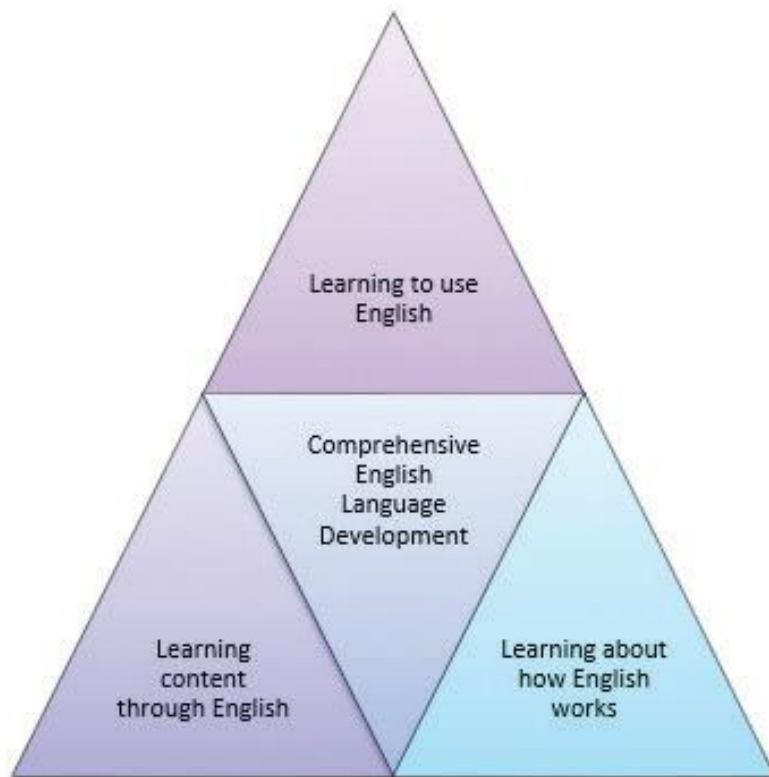 Learning to use
English
Comprehensive
English
Language
Development
Learning
content
through English
Learning about
how English
works